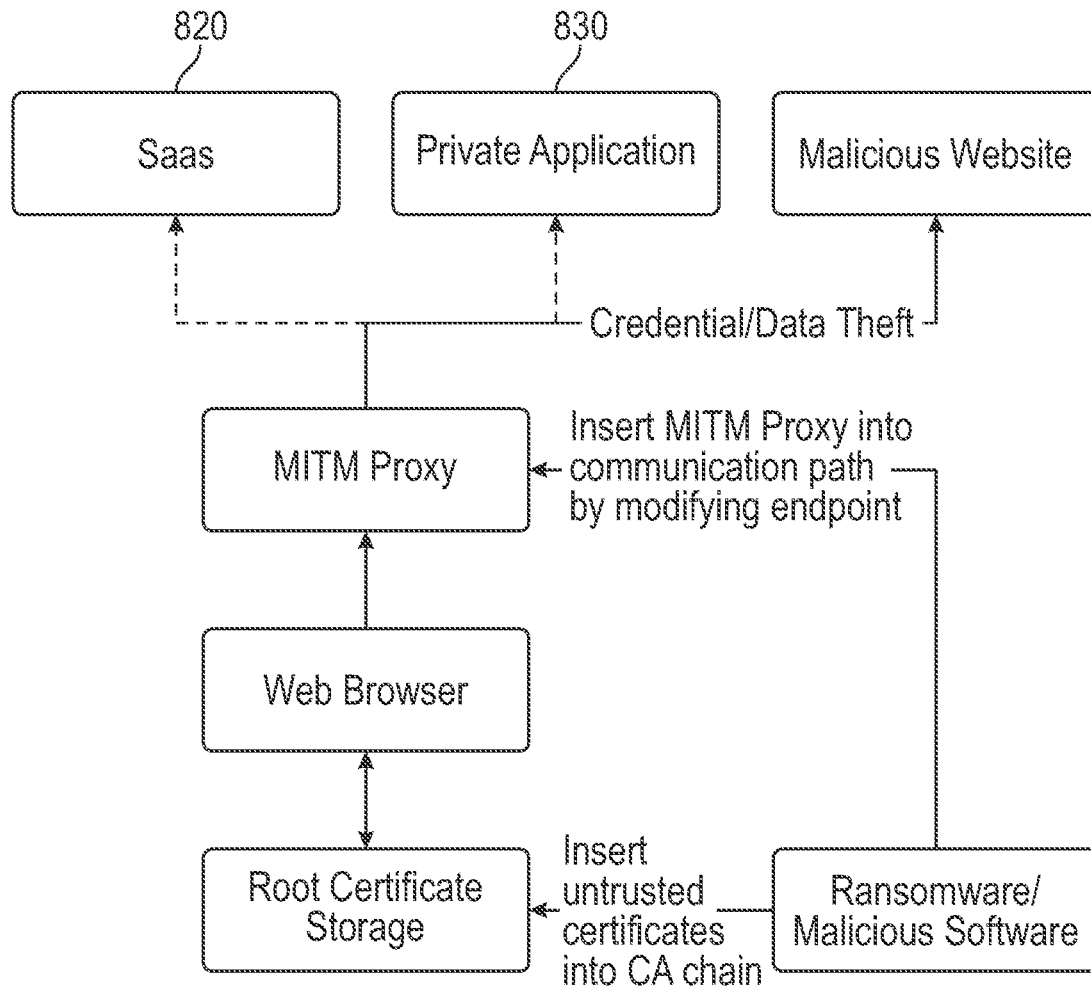 820
830
Saas
Private Application
Malicious Website
Credential/Data Theft
MITM Proxy
Insert MITM Proxy into
communication path
by modifying endpoint
Web Browser
Root Certificate
Storage
Insert
untrusted
certificates
into CA chain
Ransomware/
Malicious Software